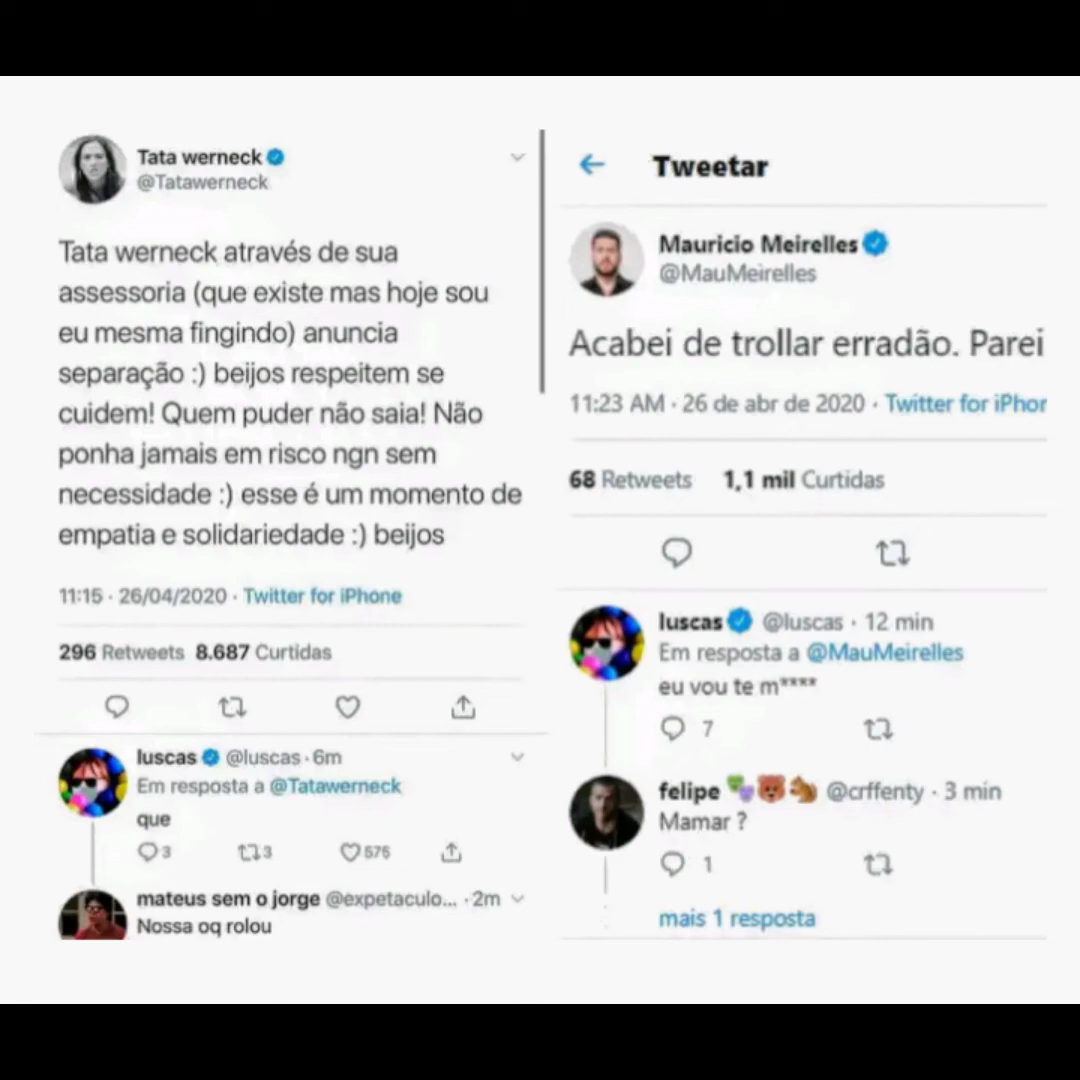 Tata werneck
@Tatawerneck
Tata werneck através de sua
assessoria (que existe mas hoje sou
eu mesma fingindo) anuncia
separação :) beijos respeitem se
cuidem! Quem puder não saia! Não
ponha jamais em risco ngn sem
necessidade :) esse é um momento de
empatia e solidariedade :) beijos
11:15 · 26/04/2020 · Twitter for iPhone
296 Retweets 8.687 Curtidas
luscas @luscas · 6m
Em resposta a @Tatawerneck
que
3 3 576
mateus sem o jorge @expetaculo... · 2m
Nossa oq rolou
Tweetar
Mauricio Meirelles
@MauMeirelles
Acabei de trollar erradão. Parei
11:23 AM · 26 de abr de 2020 · Twitter for iPhor
68 Retweets 1,1 mil Curtidas
luscas @luscas · 12 min
Em resposta a @MauMeirelles
eu vou te m****
7
felipe @crffenty · 3 min
Mamar ?
1
mais 1 resposta